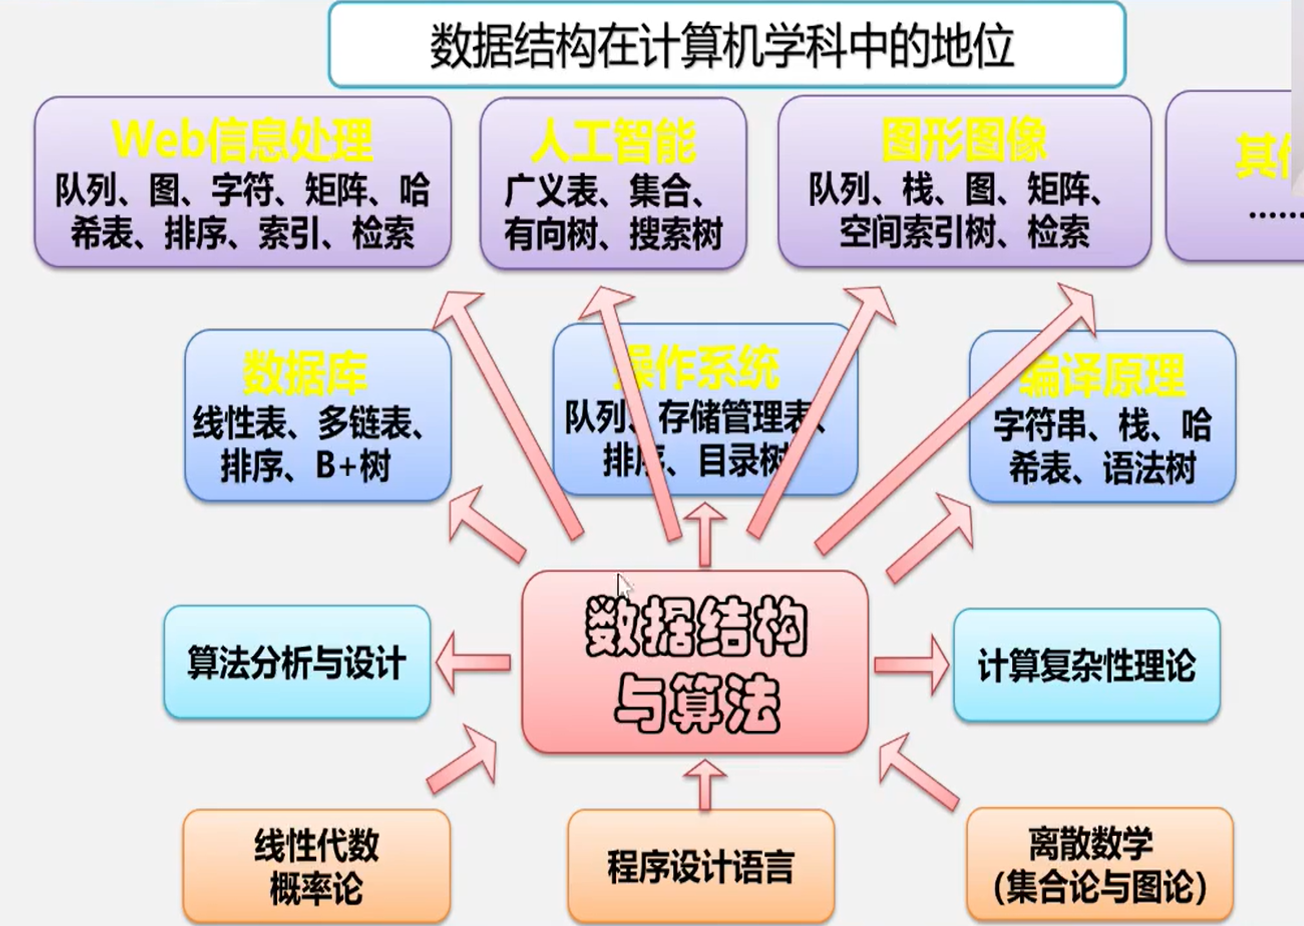 数据结构在计算机学科中的地位
Web信息处理
队列、图、字符、矩阵、哈
希表、排序、索引、检索
人工智能
广义表、集合、
有向树、搜索树
图形图像
队列、栈、图、矩阵、
空间索引树、检索
其
……
数据库
线性表、多链表、
排序、B+树
操作系统
队列、存储管理表、
排序、目录树
编译原理
字符串、栈、哈
希表、语法树
算法分析与设计
数据结构
与算法
计算复杂性理论
线性代数
概率论
程序设计语言
离散数学
（集合论与图论）